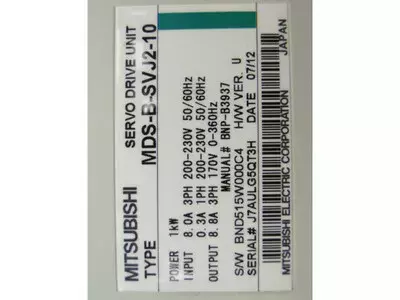 MITSUBISHI SERVO DRIVE UNIT
TYPE MDS-B-SVJ2-10
POWER 1kW
INPUT 8.0A 3PH 200-230V 50/60Hz
0.3A 1PH 200-230V 50/60Hz
OUTPUT 8.8A 3PH 170V 0-360Hz
MANUAL# BNP-B3937
S/W BND515W000C4 H/W VER. U
SERIAL# J7AULG5QT3H DATE 07/12
MITSUBISHI ELECTRIC CORPORATION JAPAN